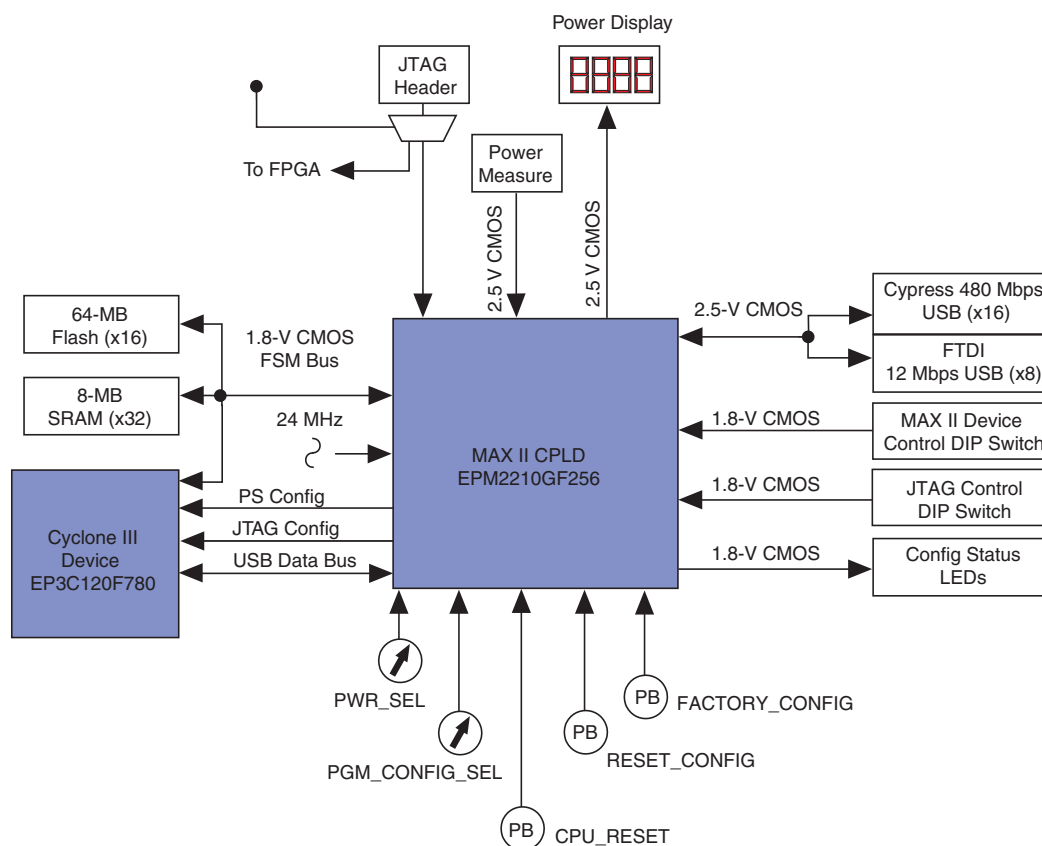 Power Display
JTAG
Header
8888
To FPGA
Power
Measure
2.5 V CMOS
2.5 V CMOS
64-MB
Flash (x16)
1.8-V CMOS
FSM Bus
2.5-V CMOS
Cypress 480 Mbps
USB (x16)
FTDI
12 Mbps USB (x8)
8-MB
SRAM (x32)
24 MHz
MAX II CPLD
EPM2210GF256
1.8-V CMOS
MAX II Device
Control DIP Switch
PS Config
1.8-V CMOS
JTAG Control
DIP Switch
Cyclone III
Device
EP3C120F780
JTAG Config
USB Data Bus
1.8-V CMOS
Config Status
LEDs
PWR_SEL
PB
FACTORY_CONFIG
PGM_CONFIG_SEL
PB
RESET_CONFIG
PB
CPU_RESET